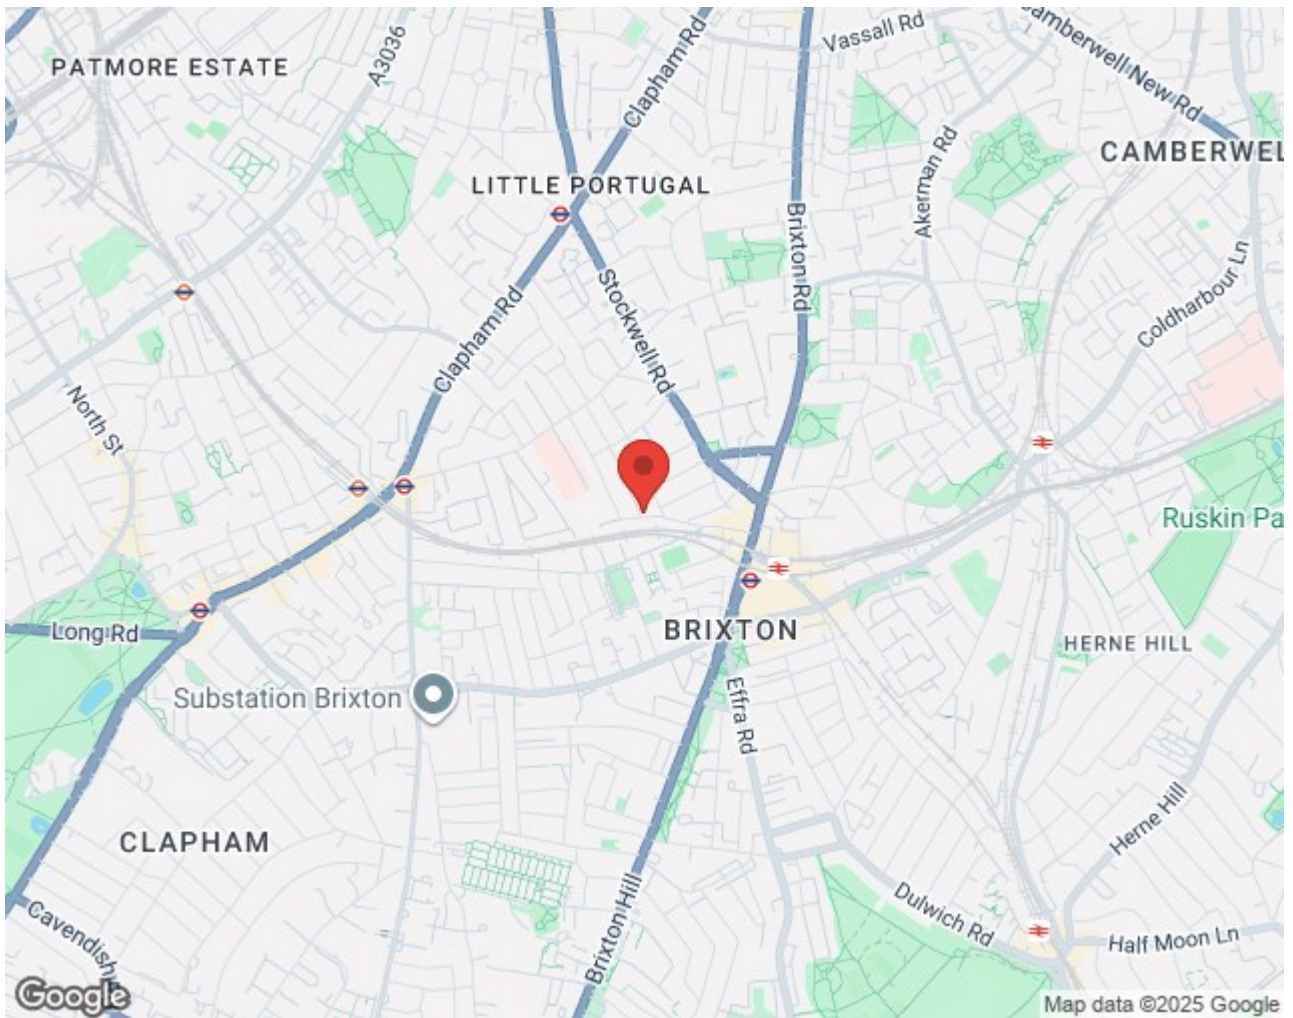 PATMORE ESTATE
A3036
Clapham Rd
Vassall Rd
Camberwell New Rd
CAMBERWEL
LITTLE PORTUGAL
Akerman Rd
Brixton Rd
Coldharbour Ln
Stockwell Rd
Clapham Rd
North St
Ruskin Pa
Long Rd
BRIXTON
HERNE HILL
Substation Brixton
Effra Rd
CLAPHAM
Herne Hill
Brixton Hill
Dulwich Rd
Cavendish
Half Moon Ln
Google
Map data ©2025 Google